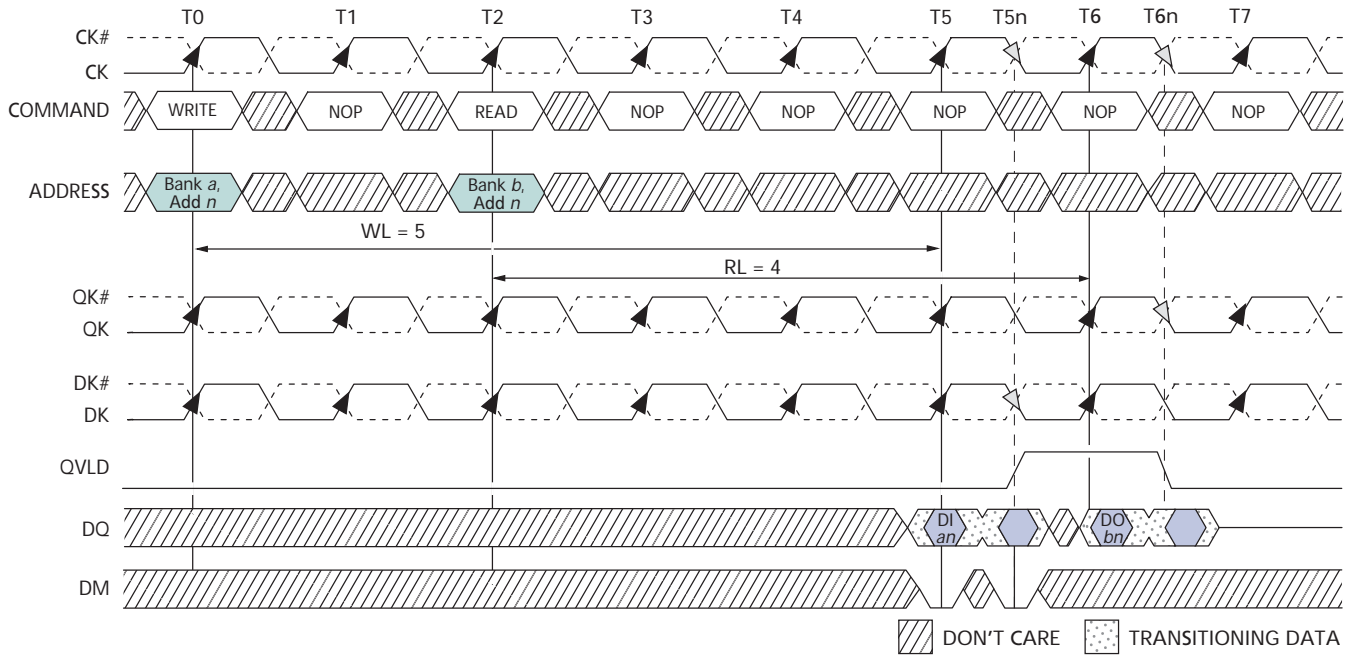 T0 T1 T2 T3 T4 T5 T5n T6 T6n T7
CK#
CK
COMMAND WRITE NOP READ NOP NOP NOP NOP NOP
ADDRESS Bank a, Add n Bank b, Add n
WL = 5
RL = 4
QK#
QK
DK#
DK
QVLD
DQ DI an DO bn
DM
DON'T CARE TRANSITIONING DATA